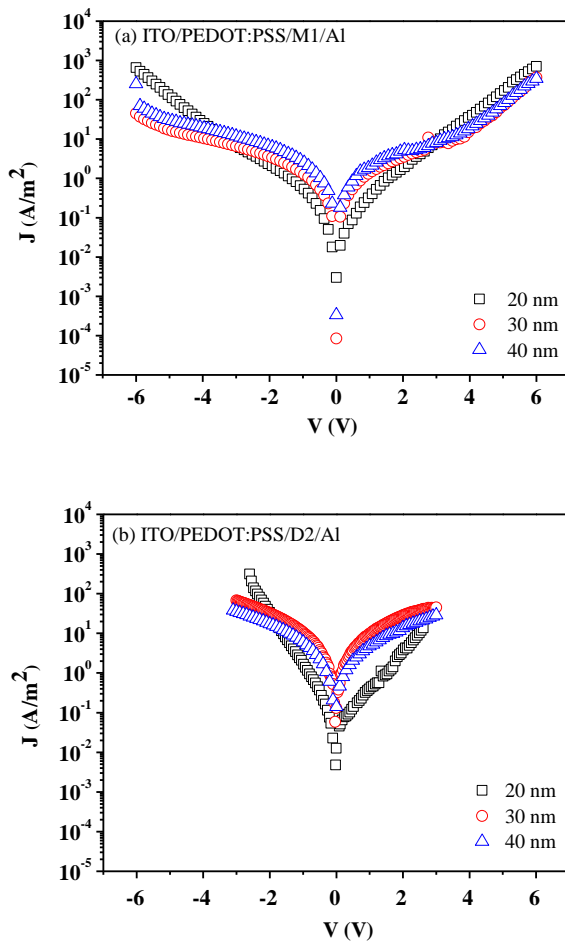 (a) ITO/PEDOT:PSS/M1/Al
10^4
10^3
10^2
10^1
10^0
10^-1
10^-2
10^-3
10^-4
10^-5
J (A/m^2)
20 nm
30 nm
40 nm
-6 -4 -2 0 2 4 6
V (V)
(b) ITO/PEDOT:PSS/D2/Al
10^4
10^3
10^2
10^1
10^0
10^-1
10^-2
10^-3
10^-4
10^-5
J (A/m^2)
20 nm
30 nm
40 nm
-6 -4 -2 0 2 4 6
V (V)